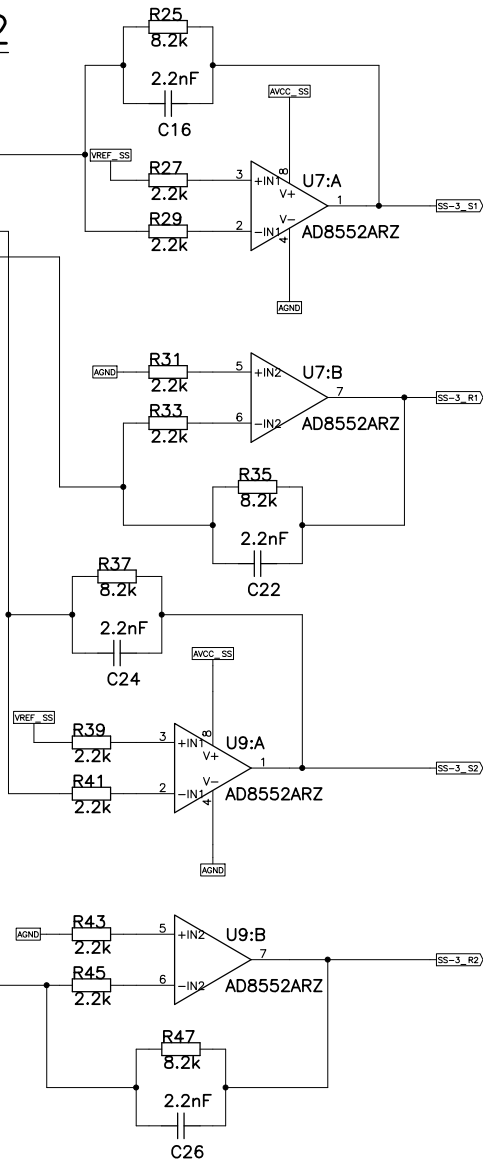 2
R25
8.2k
2.2nF
C16
AVCC_SS
VREF_SS
R27
2.2k
3
+IN1
8
V+
U7:A
1
SS-3_S1
R29
2.2k
2
-IN1
V-
4
AD8552ARZ
AGND
AGND
R31
2.2k
5
+IN2
U7:B
7
SS-3_R1
R33
2.2k
6
-IN2
AD8552ARZ
R35
8.2k
2.2nF
C22
R37
8.2k
2.2nF
C24
AVCC_SS
VREF_SS
R39
2.2k
3
+IN1
8
V+
U9:A
1
SS-3_S2
R41
2.2k
2
-IN1
V-
4
AD8552ARZ
AGND
AGND
R43
2.2k
5
+IN2
U9:B
7
SS-3_R2
R45
2.2k
6
-IN2
AD8552ARZ
R47
8.2k
2.2nF
C26